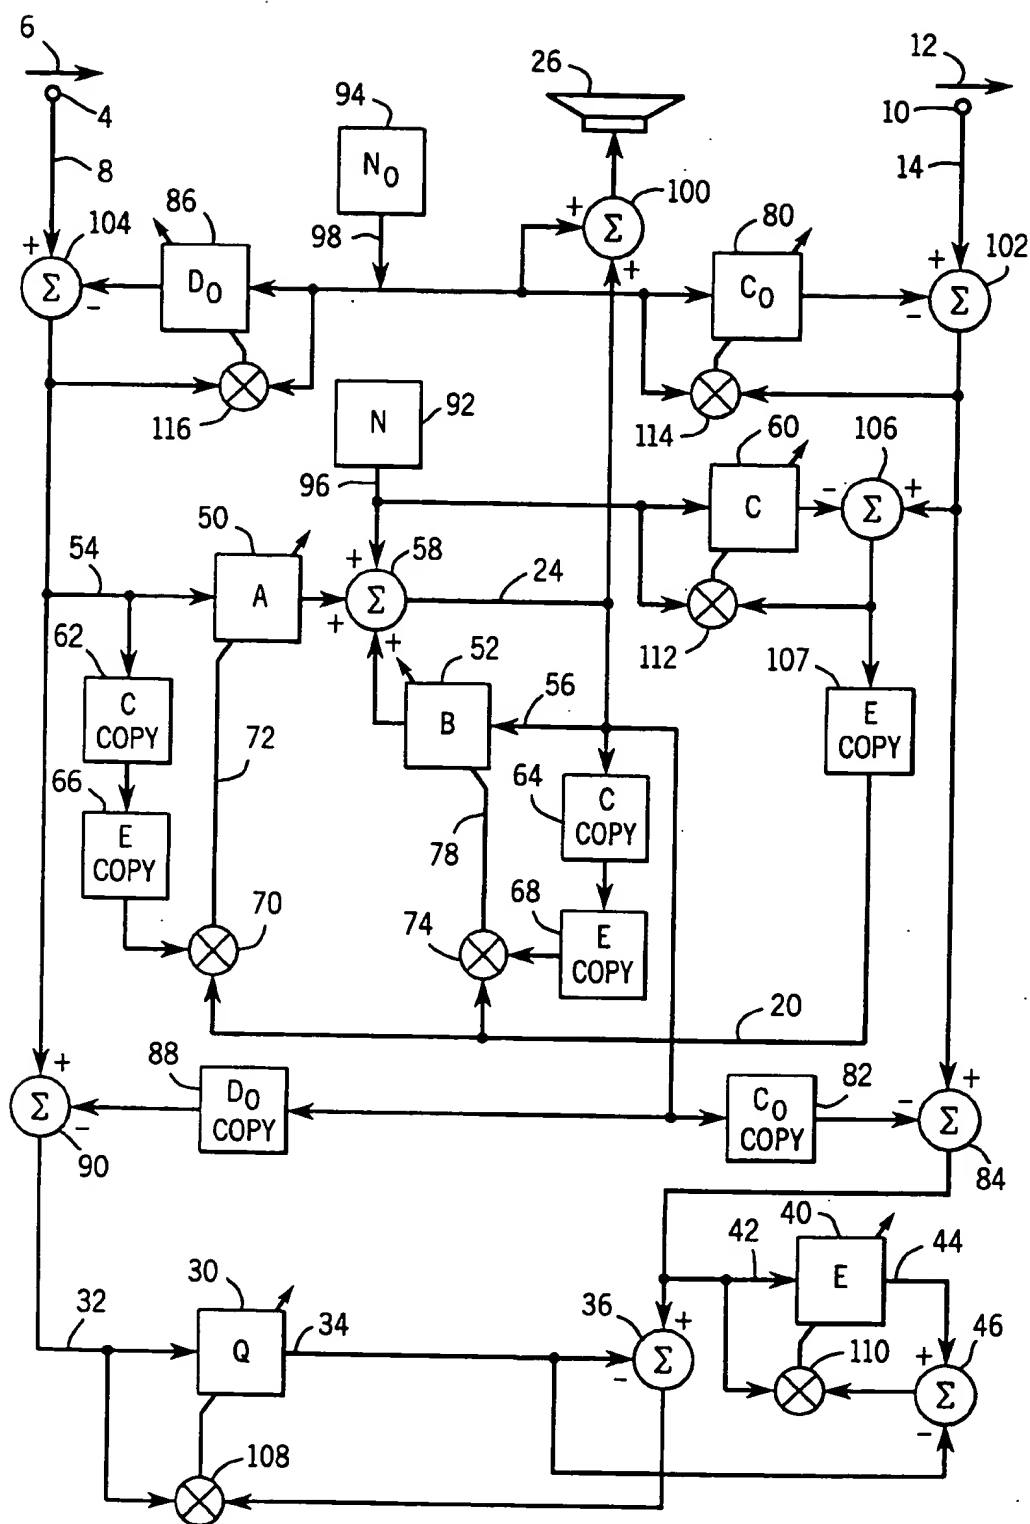 6
12
26
94
4
10
8
N0
14
100
86
80
+
104
98
Σ
102
+
D0
+
+
Σ
C0
Σ
-
-
92
116
N
114
60
106
96
-
+
50
C
Σ
54
+
58
24
A
Σ
+
+
62
52
112
107
C
COPY
56
E
COPY
72
B
66
64
C
COPY
E
COPY
78
70
68
74
E
COPY
20
88
82
+
+
Σ
D0
COPY
C0
COPY
-
Σ
-
90
84
40
42
44
30
36
E
32
34
+
46
Q
Σ
110
+
-
Σ
-
108